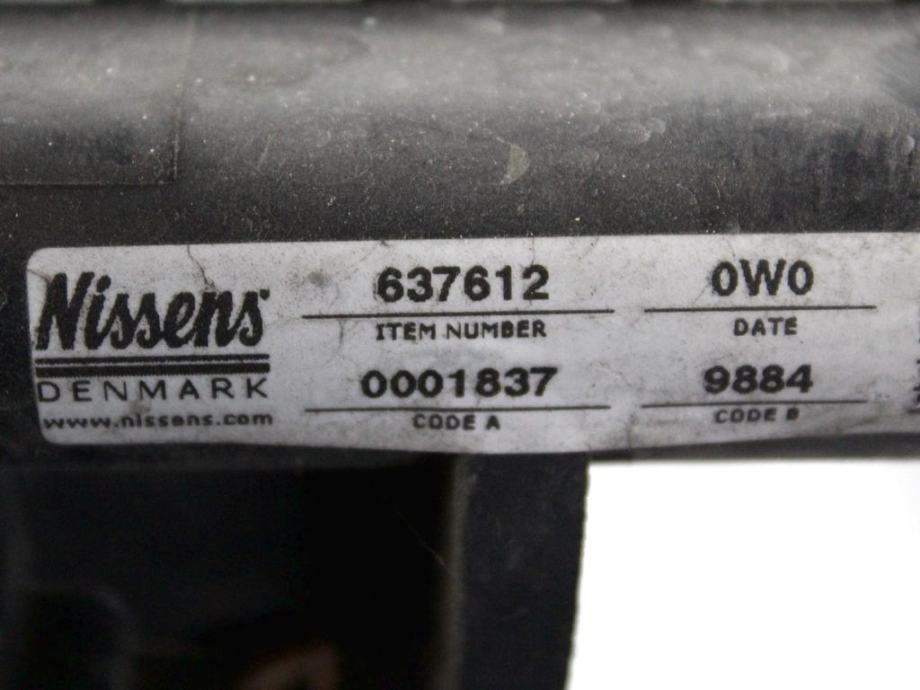 Nissens
DENMARK
www.nissens.com
637612
ITEM NUMBER
0001837
CODE A
0W0
DATE
9884
CODE B